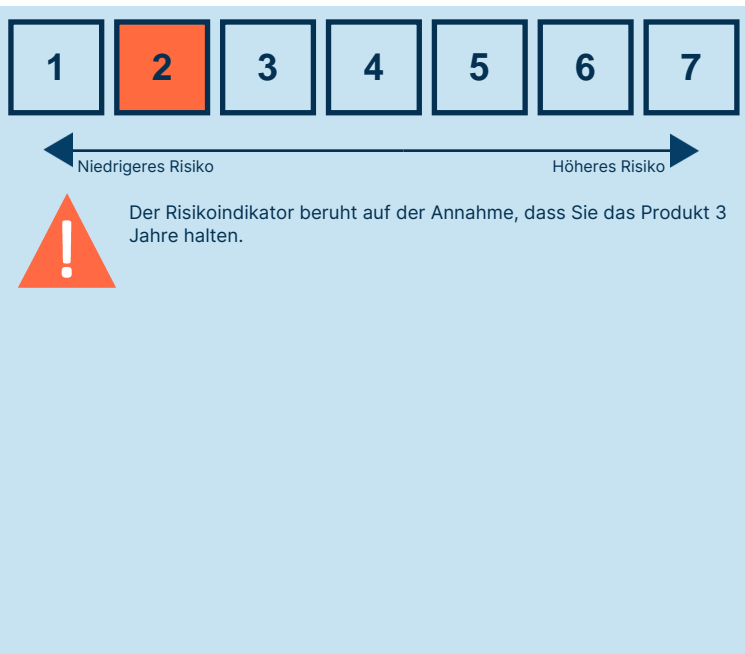 1 2 3 4 5 6 7
Niedrigeres Risiko Höheres Risiko
Der Risikoindikator beruht auf der Annahme, dass Sie das Produkt 3
Jahre halten.